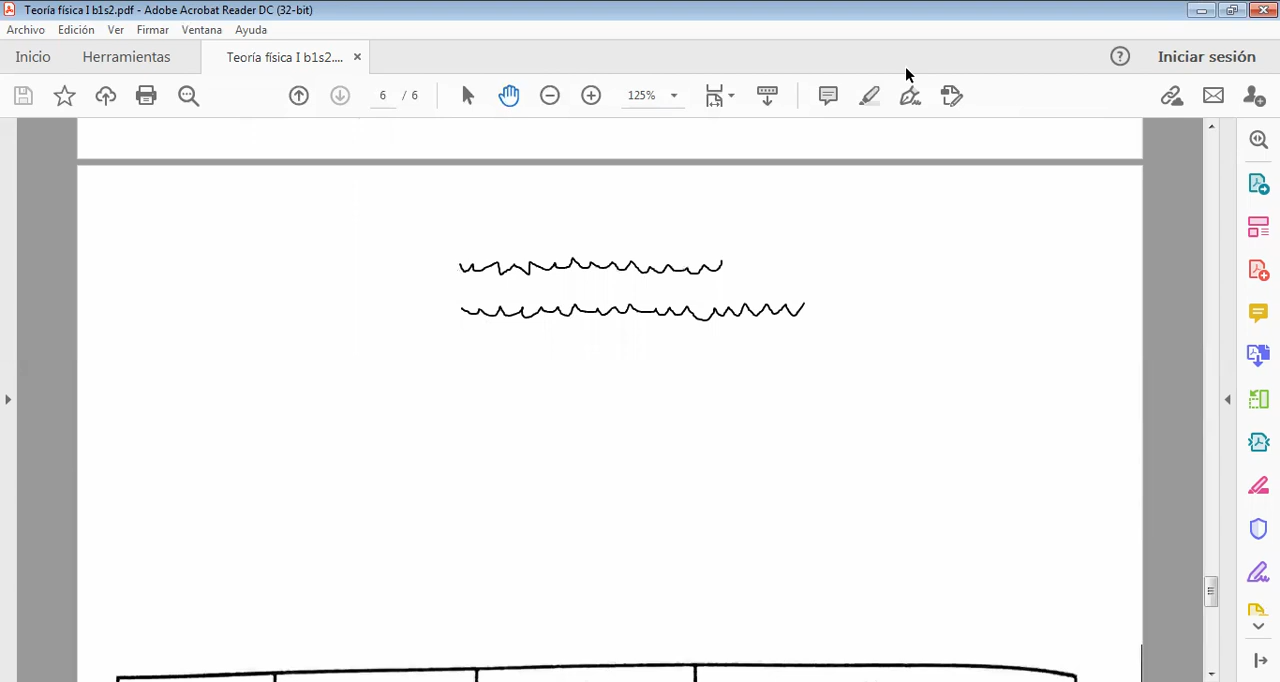 Teoría física I b1s2.pdf - Adobe Acrobat Reader DC (32-bit)
Archivo Edición Ver Firmar Ventana Ayuda
Inicio Herramientas Teoría física I b1s2.... × Iniciar sesión
6 / 6 125%